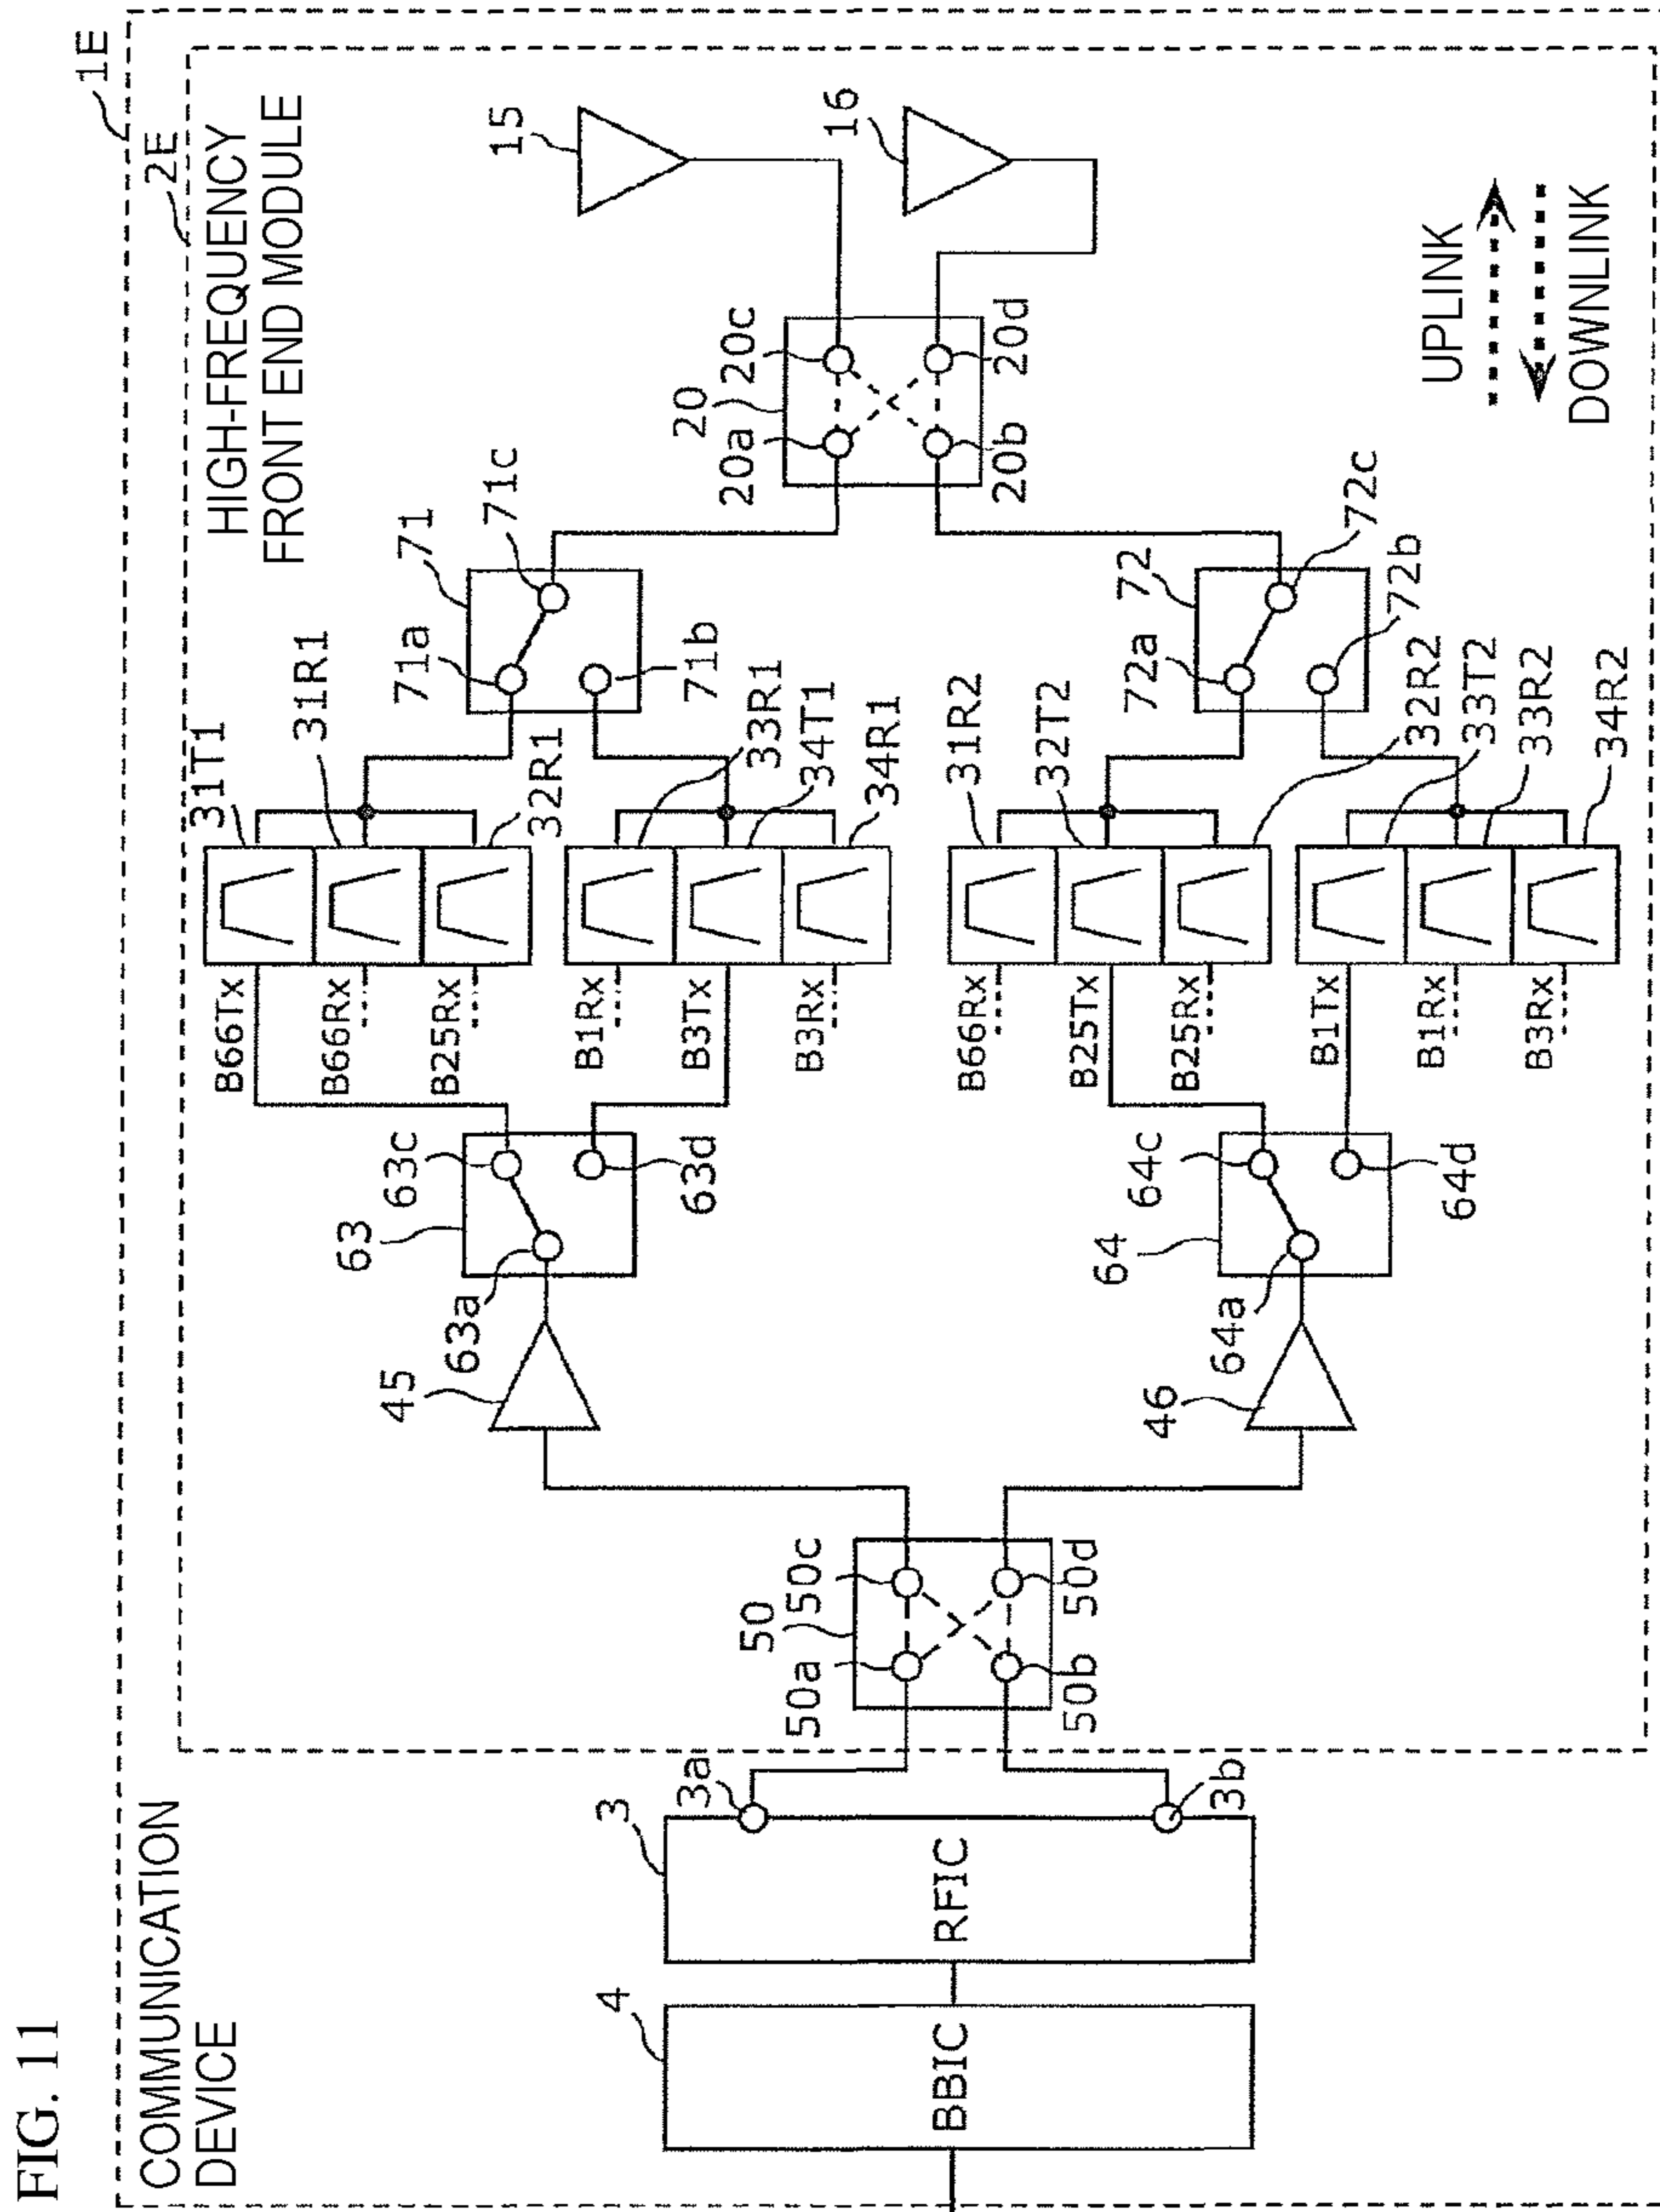 FIG. 11
1E
COMMUNICATION
DEVICE
2E
HIGH-FREQUENCY
FRONT END MODULE
4
BBIC
3
RFIC
3a
3b
50
50a
50c
50b
50d
45
46
63
63a
63c
63d
64
64a
64c
64d
B66Tx
B66Rx
B25Rx
B1Rx
B3Tx
B3Rx
B66Rx
B25Tx
B25Rx
B1Tx
B1Rx
B3Rx
31T1
31R1
32R1
33R1
34T1
34R1
31R2
32T2
32R2
33T2
33R2
34R2
71
71a
71c
71b
72
72a
72c
72b
20
20a
20c
20b
20d
15
16
UPLINK
DOWNLINK